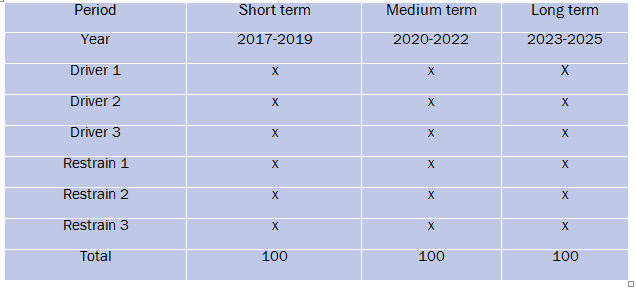 Period Short term Medium term Long term
Year 2017-2019 2020-2022 2023-2025
Driver 1 x x X
Driver 2 x x x
Driver 3 x x x
Restrain 1 x x x
Restrain 2 x x x
Restrain 3 x x x
Total 100 100 100